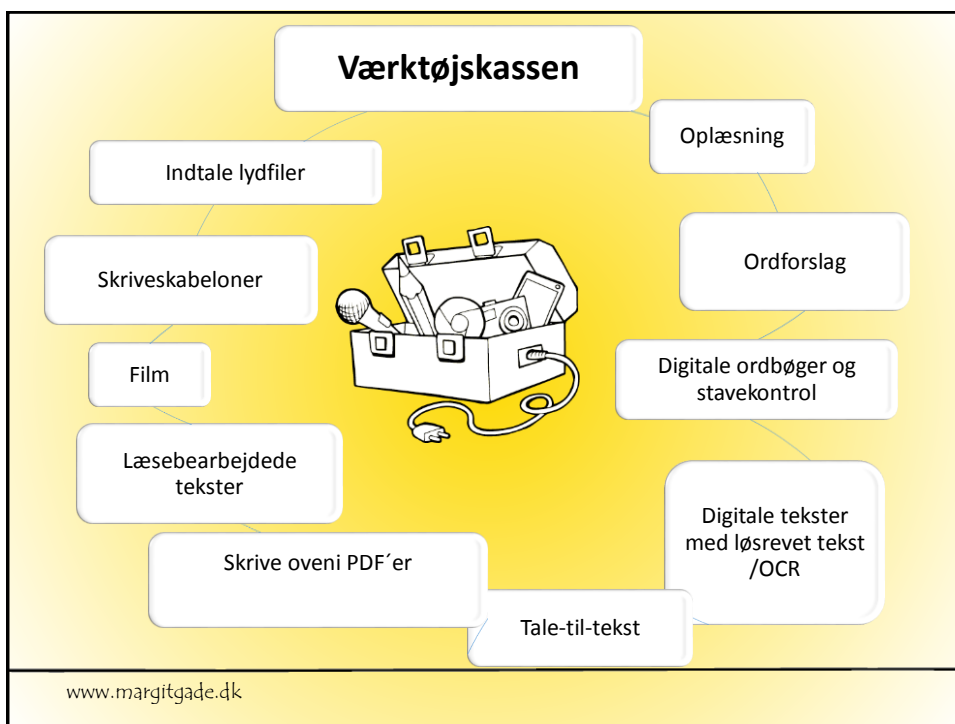 Værktøjskassen
Oplæsning
Ordforslag
Digitale ordbøger og
stavekontrol
Digitale tekster
med løsrevet tekst
/OCR
Tale-til-tekst
Skrive oveni PDF´er
Læsebearbejdede
tekster
Film
Skriveskabeloner
Indtale lydfiler
www.margitgade.dk